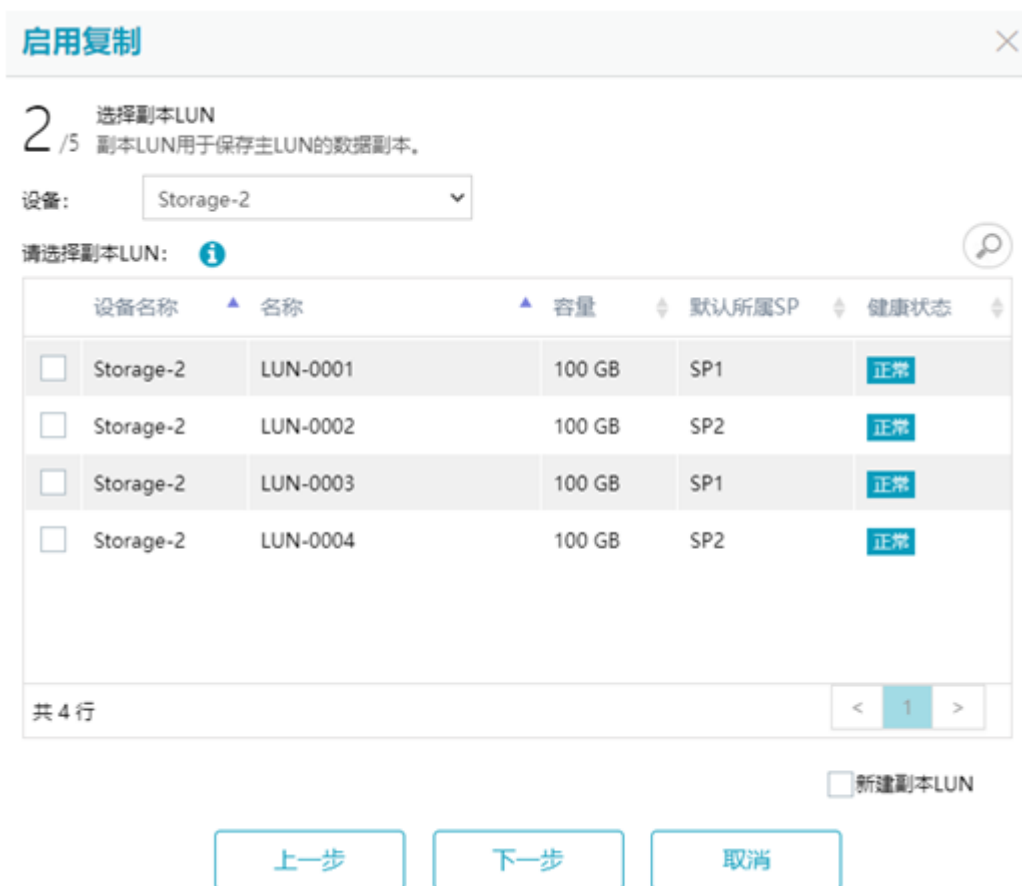 启用复制
2/5 选择副本LUN
副本LUN用于保存主LUN的数据副本。
设备: Storage-2
请选择副本LUN:
设备名称 名称 容量 默认所属SP 健康状态
Storage-2 LUN-0001 100 GB SP1 正常
Storage-2 LUN-0002 100 GB SP2 正常
Storage-2 LUN-0003 100 GB SP1 正常
Storage-2 LUN-0004 100 GB SP2 正常
共 4 行 < 1 >
新建副本LUN
上一步 下一步 取消